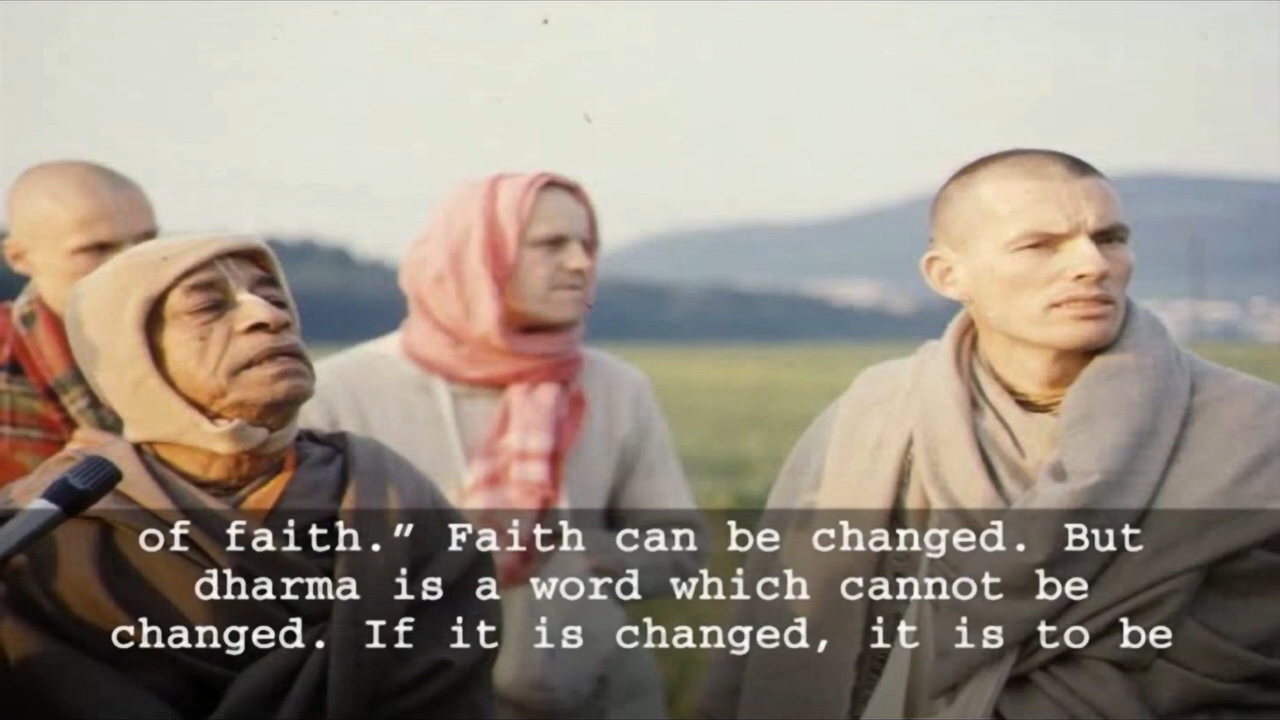 of faith.” Faith can be changed. But
dharma is a word which cannot be
changed. If it is changed, it is to be